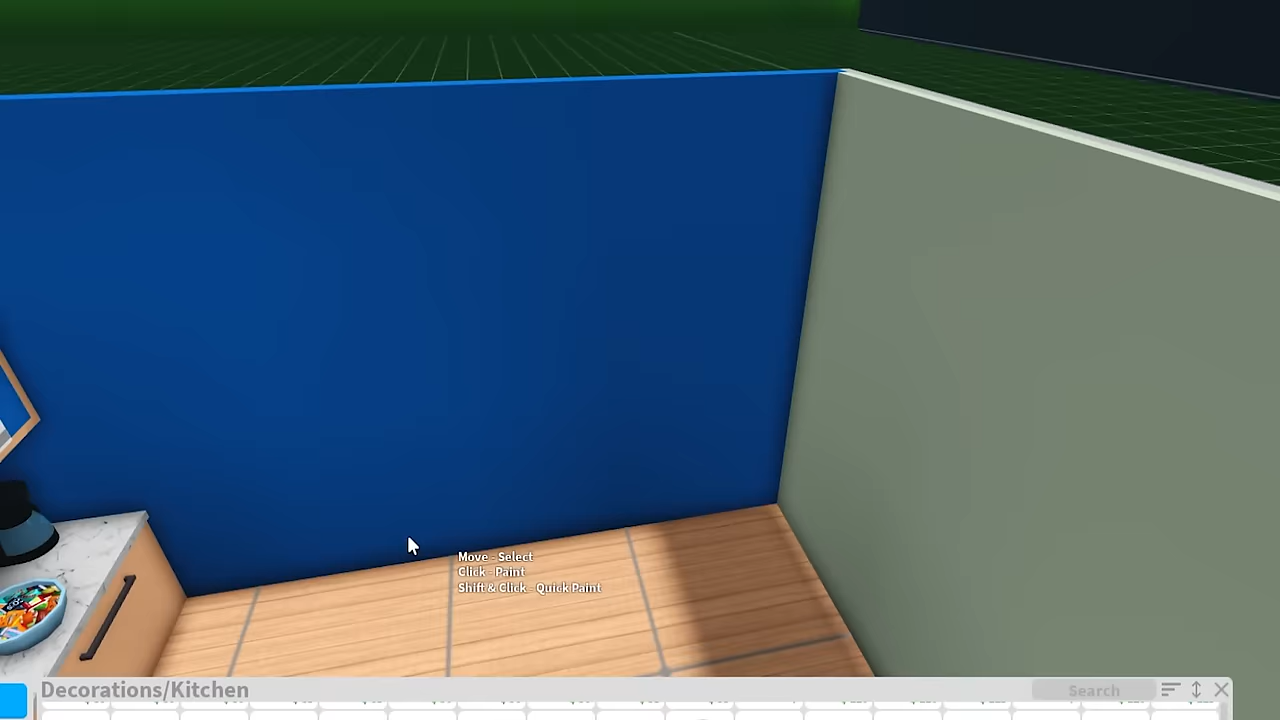 Move - Select
Click - Paint
Shift & Click - Quick Paint
Decorations/Kitchen
Search